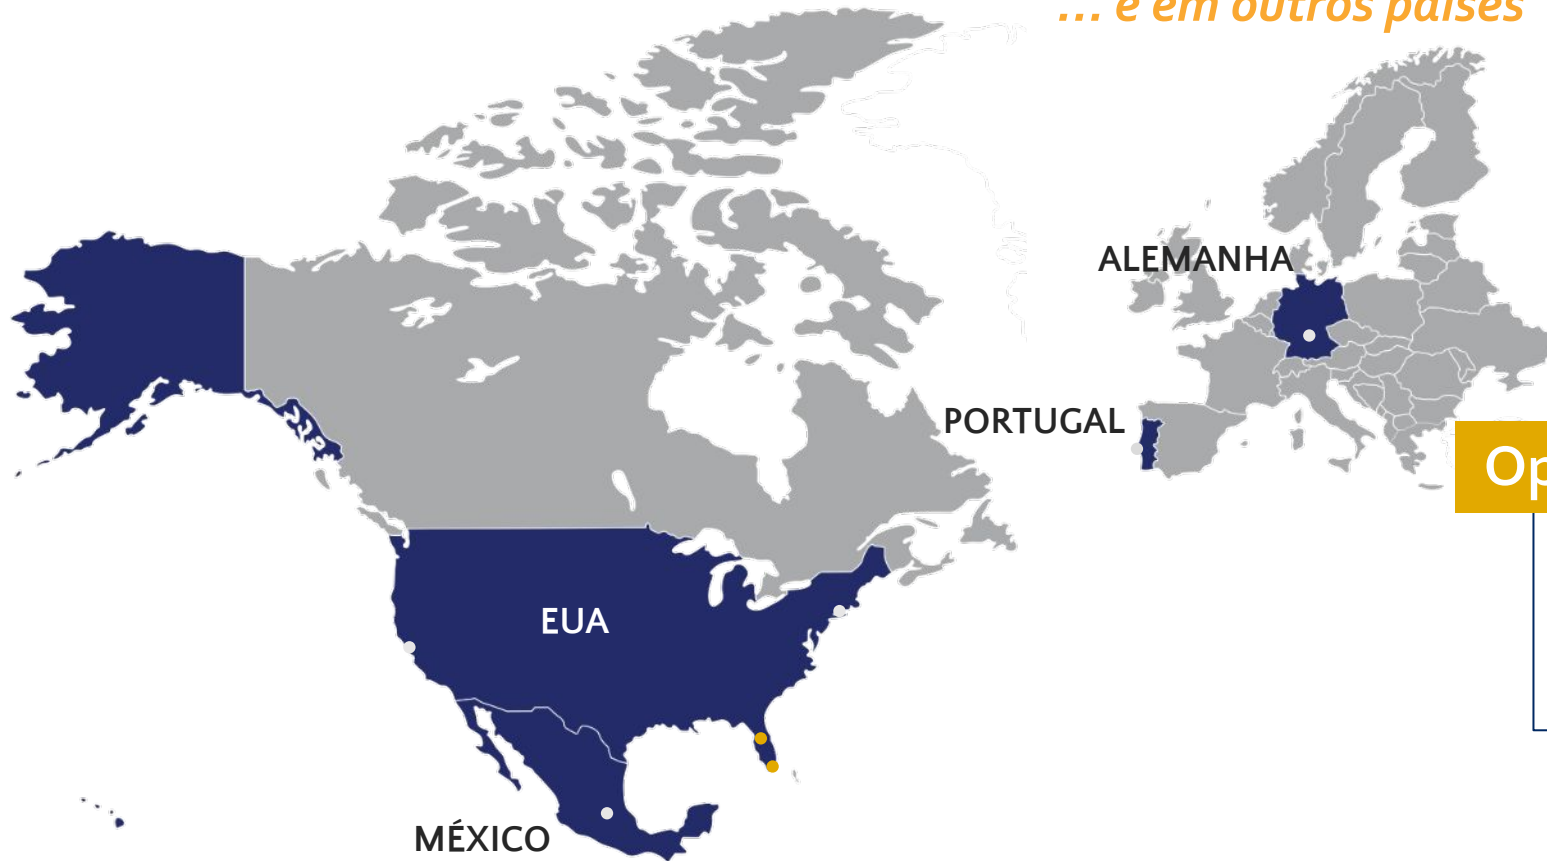 ... e em outros países
ALEMANHA
PORTUGAL
Op
EUA
MÉXICO